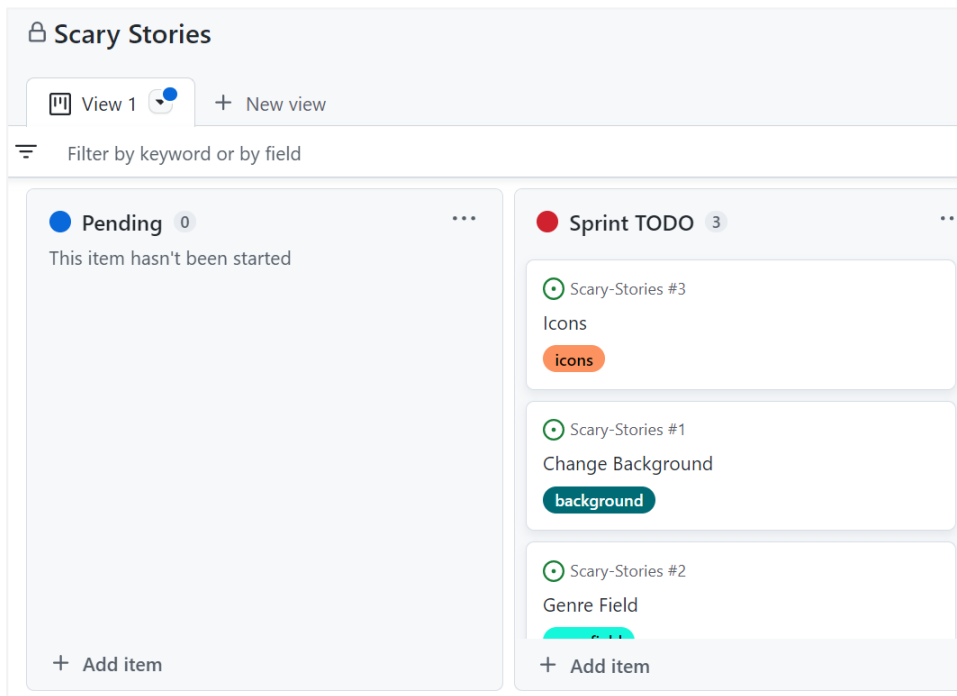 Scary Stories
View 1
New view
Filter by keyword or by field
Pending 0
This item hasn't been started
Add item
Sprint TODO 3
Scary-Stories #3
Icons
icons
Scary-Stories #1
Change Background
background
Scary-Stories #2
Genre Field
Add item